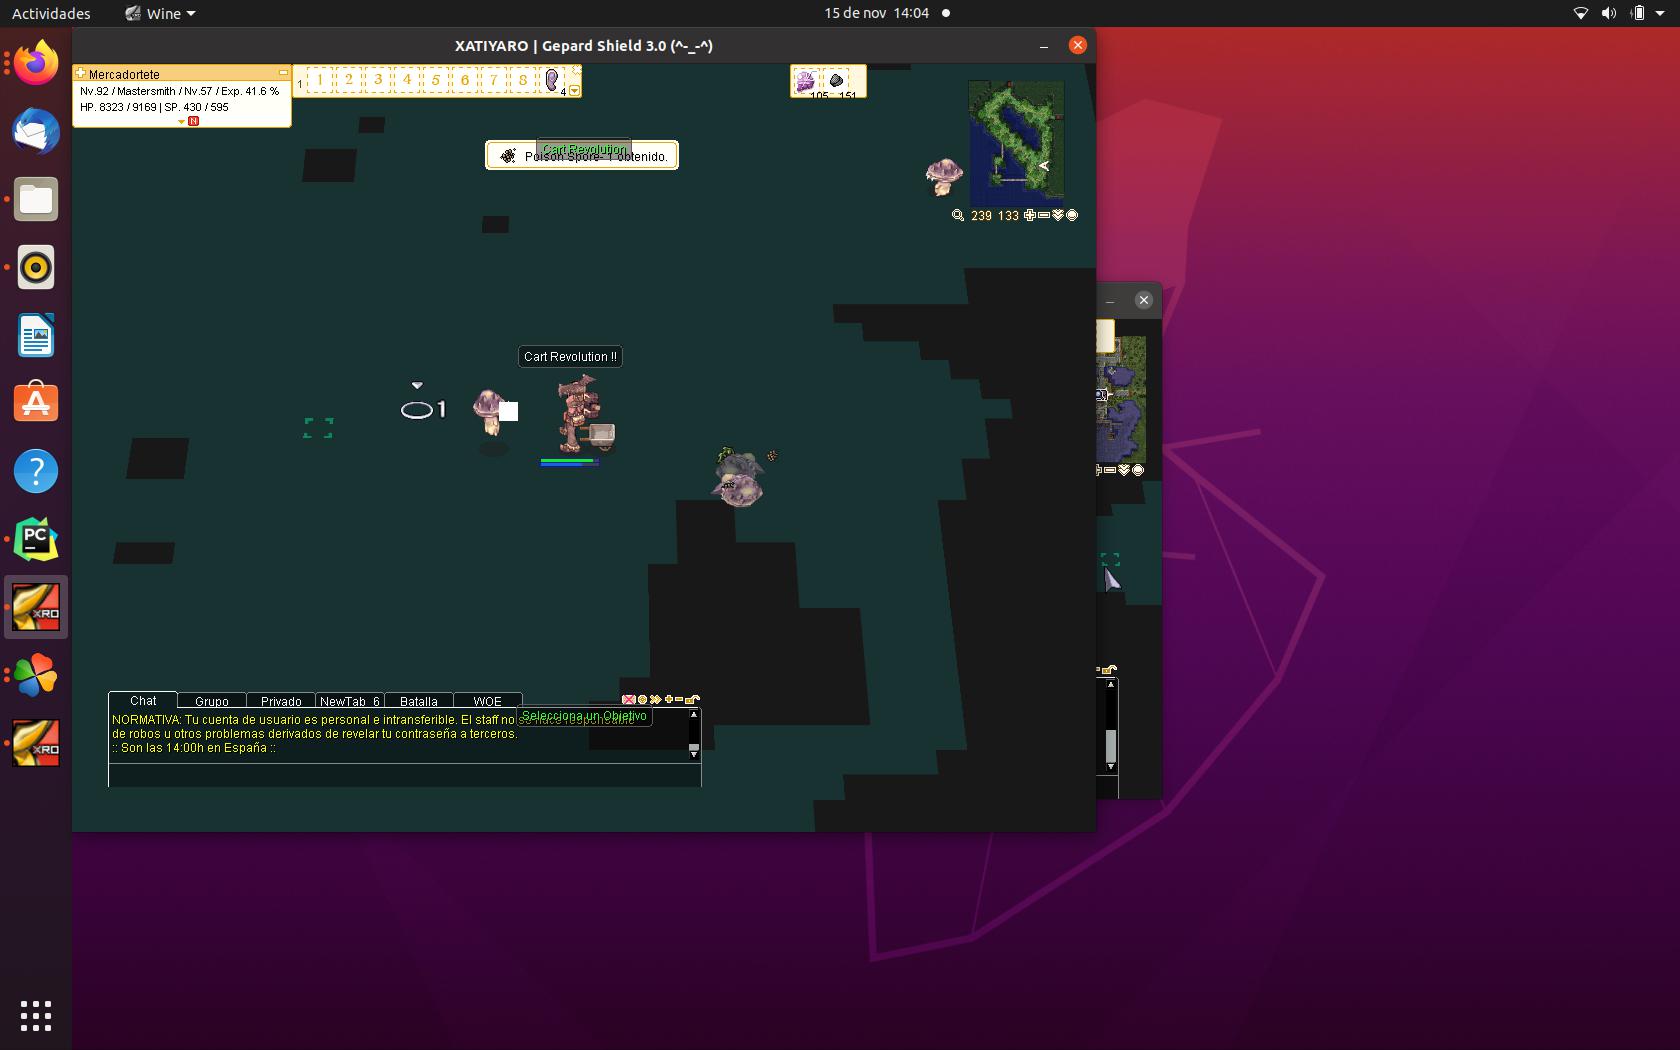 Actividades
Wine
15 de nov 14:04
XATIYARO | Gepard Shield 3.0 (^-_-^)
Mercadortete
Nv.92 / Mastersmith / Nv.57 / Exp. 41.6 %
HP. 8323 / 9169 | SP. 430 / 595
N
1 1 2 3 4 5 6 7 8 4
105 151
Cart Revolution
Poison Spore- 1 obtenido.
239 133
Cart Revolution !!
1
PC
XRO
XRO
Chat
Grupo
Privado
NewTab_6
Batalla
WOE
NORMATIVA: Tu cuenta de usuario es personal e intransferible. El staff no se hace responsable
Selecciona un Objetivo
de robos u otros problemas derivados de revelar tu contraseña a terceros.
:: Son las 14:00h en España ::